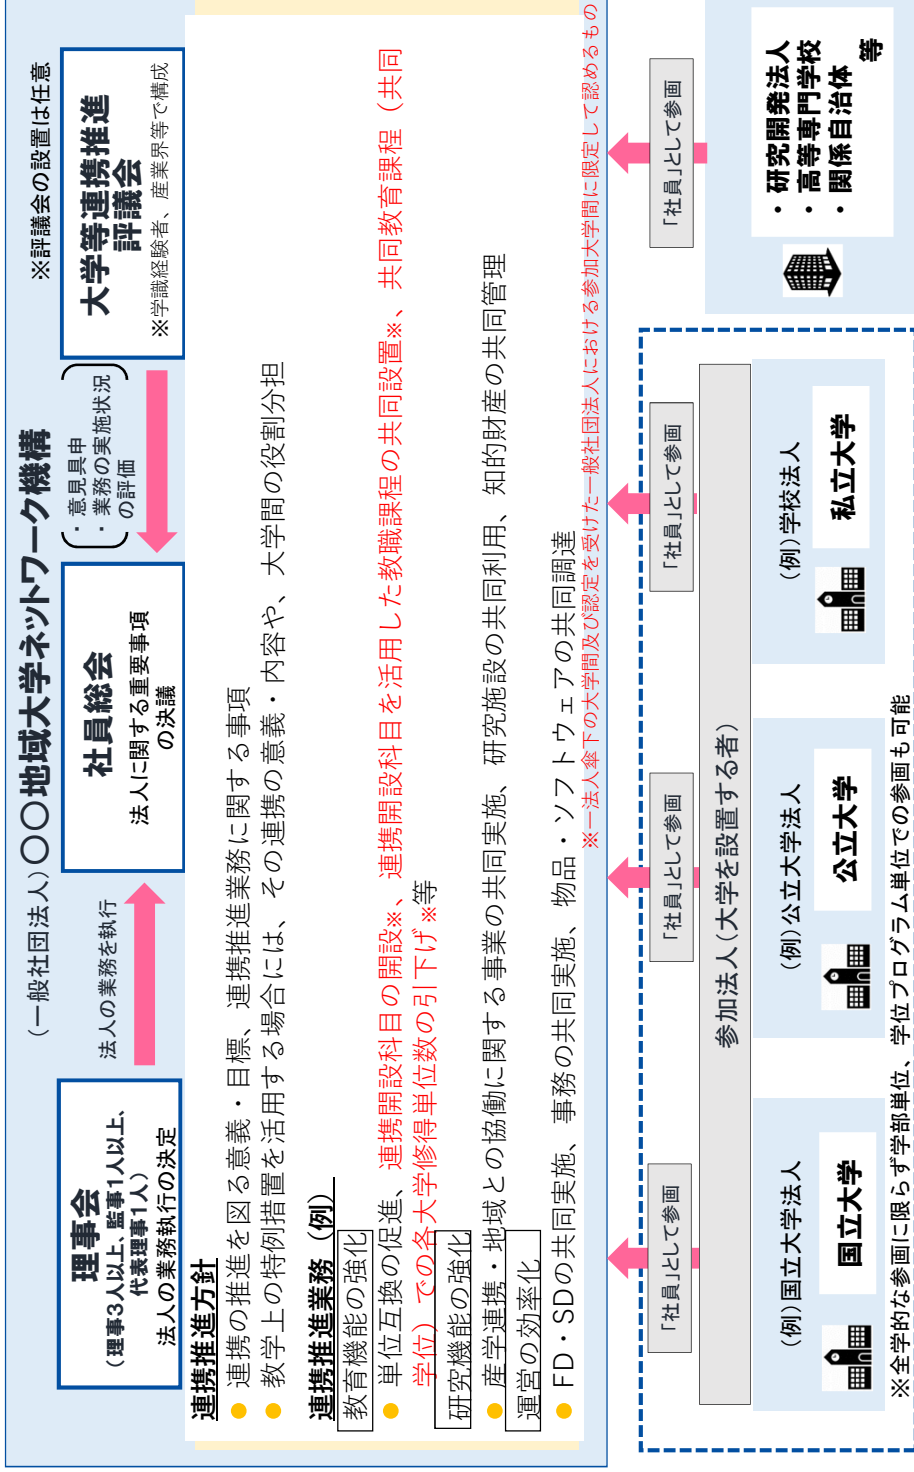 (一般社団法人)〇〇地域大学ネットワーク機構
※評議会の設置は任意
理事会
(理事3人以上、監事1人以上、
代表理事1人)
法人の業務執行の決定
法人の業務を執行
社員総会
法人に関する重要事項
の決議
・意見具申
・業務の実施状況
の評価
大学等連携推進
評議会
※学識経験者、産業界等で構成
連携推進方針
● 連携の推進を図る意義・目標、連携推進業務に関する事項
● 教学上の特例措置を活用する場合には、その連携の意義・内容や、大学間の役割分担
連携推進業務（例）
教育機能の強化
● 単位互換の促進、連携開設科目の開設※、連携開設科目を活用した教職課程の共同設置※、共同教育課程（共同
学位）での各大学修得単位数の引下げ※等
研究機能の強化
● 産学連携・地域との協働に関する事業の共同実施、研究施設の共同利用、知的財産の共同管理
運営の効率化
● FD・SDの共同実施、事務の共同実施、物品・ソフトウェアの共同調達
※一法人傘下の大学間及び認定を受けた一般社団法人における参加大学間に限定して認めるもの
「社員」として参画
「社員」として参画
「社員」として参画
「社員」として参画
参加法人(大学を設置する者)
(例)国立大学法人
国立大学
(例)公立大学法人
公立大学
(例)学校法人
私立大学
・研究開発法人
・高等専門学校
・関係自治体
等
※全学的な参画に限らず学部単位、学位プログラム単位での参画も可能